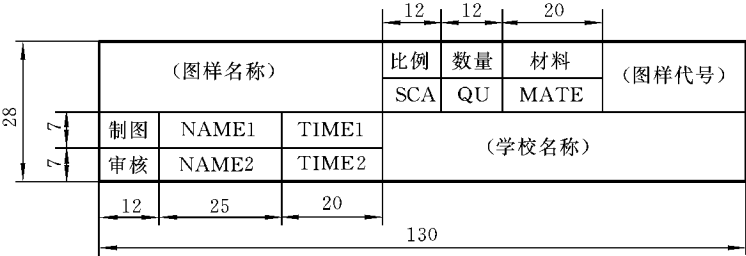 12 12 20
(图样名称) 比例 数量 材料 (图样代号)
SCA QU MATE
28
7 制图 NAME1 TIME1 (学校名称)
7 审核 NAME2 TIME2
12 25 20
130